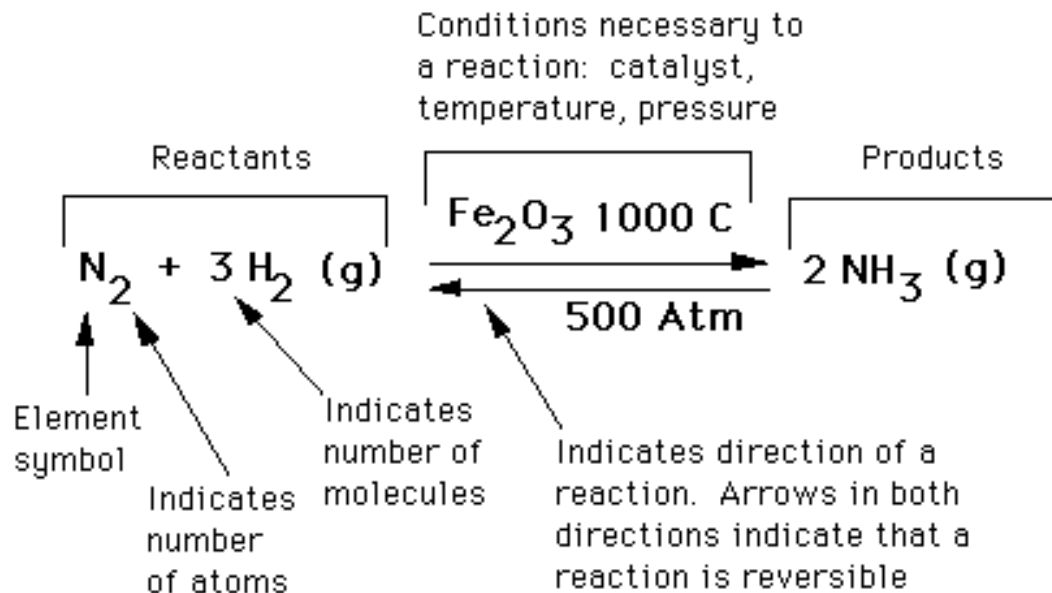 Conditions necessary to
a reaction: catalyst,
temperature, pressure
Reactants
Products
Fe₂O₃ 1000 C
N₂ + 3 H₂ (g)
2 NH₃ (g)
500 Atm
Element
symbol
Indicates
number
of atoms
Indicates
number of
molecules
Indicates direction of a
reaction. Arrows in both
directions indicate that a
reaction is reversible